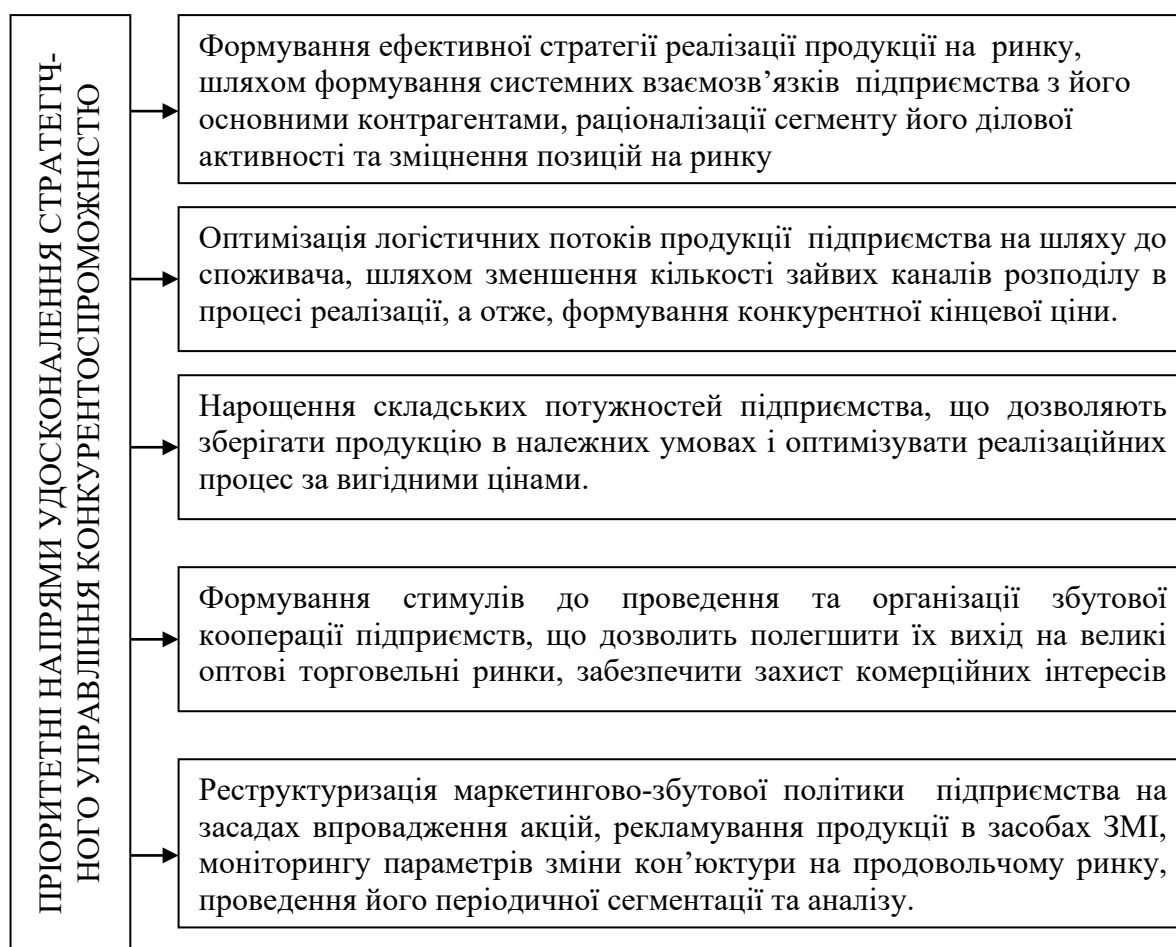 ПРІОРИТЕТНІ НАПРЯМИ УДОСКОНАЛЕННЯ СТРАТЕГІЧ-
НОГО УПРАВЛІННЯ КОНКУРЕНТОСПРОМОЖНІСТЮ
Формування ефективної стратегії реалізації продукції на ринку,
шляхом формування системних взаємозв’язків підприємства з його
основними контрагентами, раціоналізації сегменту його ділової
активності та зміцнення позицій на ринку
Оптимізація логістичних потоків продукції підприємства на шляху до
споживача, шляхом зменшення кількості зайвих каналів розподілу в
процесі реалізації, а отже, формування конкурентної кінцевої ціни.
Нарощення складських потужностей підприємства, що дозволяють
зберігати продукцію в належних умовах і оптимізувати реалізаційних
процес за вигідними цінами.
Формування стимулів до проведення та організації збутової
кооперації підприємств, що дозволить полегшити їх вихід на великі
оптові торговельні ринки, забезпечити захист комерційних інтересів
Реструктуризація маркетингово-збутової політики підприємства на
засадах впровадження акцій, рекламування продукції в засобах ЗМІ,
моніторингу параметрів зміни кон’юктури на продовольчому ринку,
проведення його періодичної сегментації та аналізу.